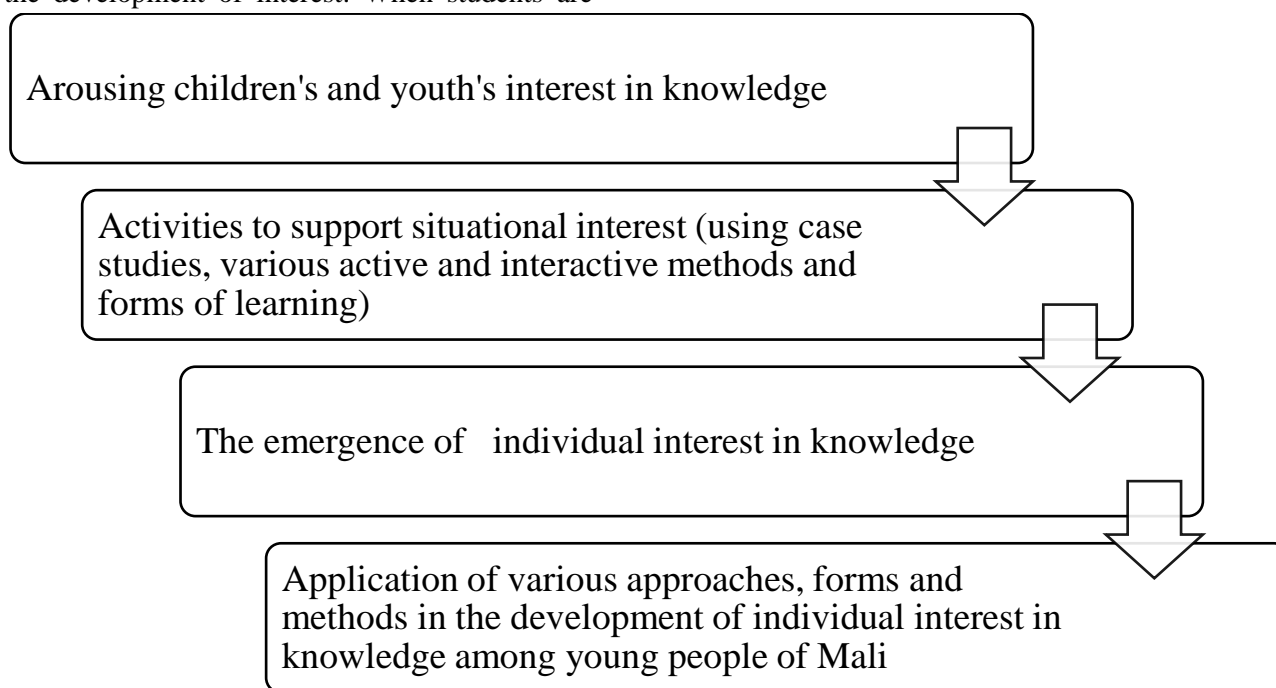 the development of interest. When students are
Arousing children's and youth's interest in knowledge
Activities to support situational interest (using case
studies, various active and interactive methods and
forms of learning)
The emergence of individual interest in knowledge
Application of various approaches, forms and
methods in the development of individual interest in
knowledge among young people of Mali